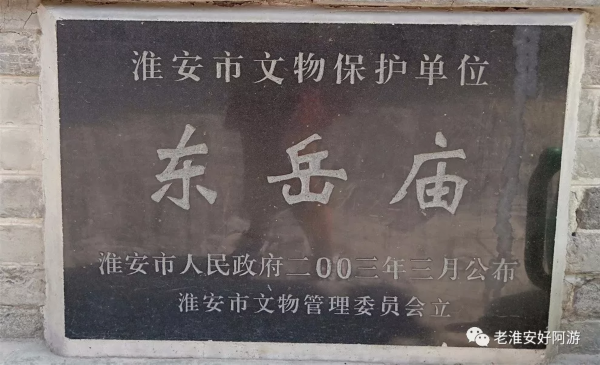 淮安市文物保护单位
东岳庙
淮安市人民政府二00三年三月公布
淮安市文物管理委员会立
老淮安好阿游